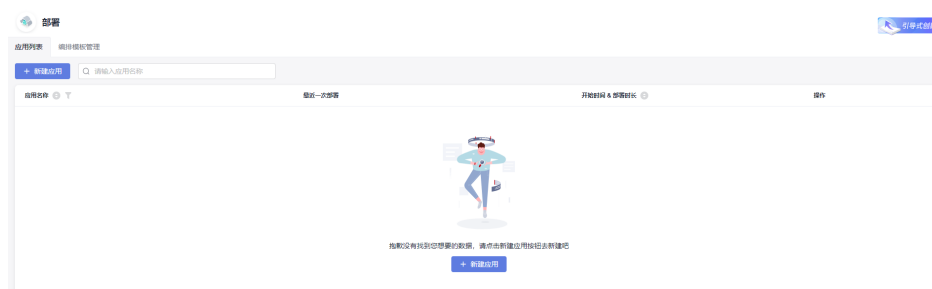 部署
引导式创
应用列表 编排模板管理
+ 新建应用 请输入应用名称
应用名称 最近一次部署 开始时间 & 部署时长 操作
抱歉没有找到您想要的数据，请点击新建应用按钮去新建吧
+ 新建应用